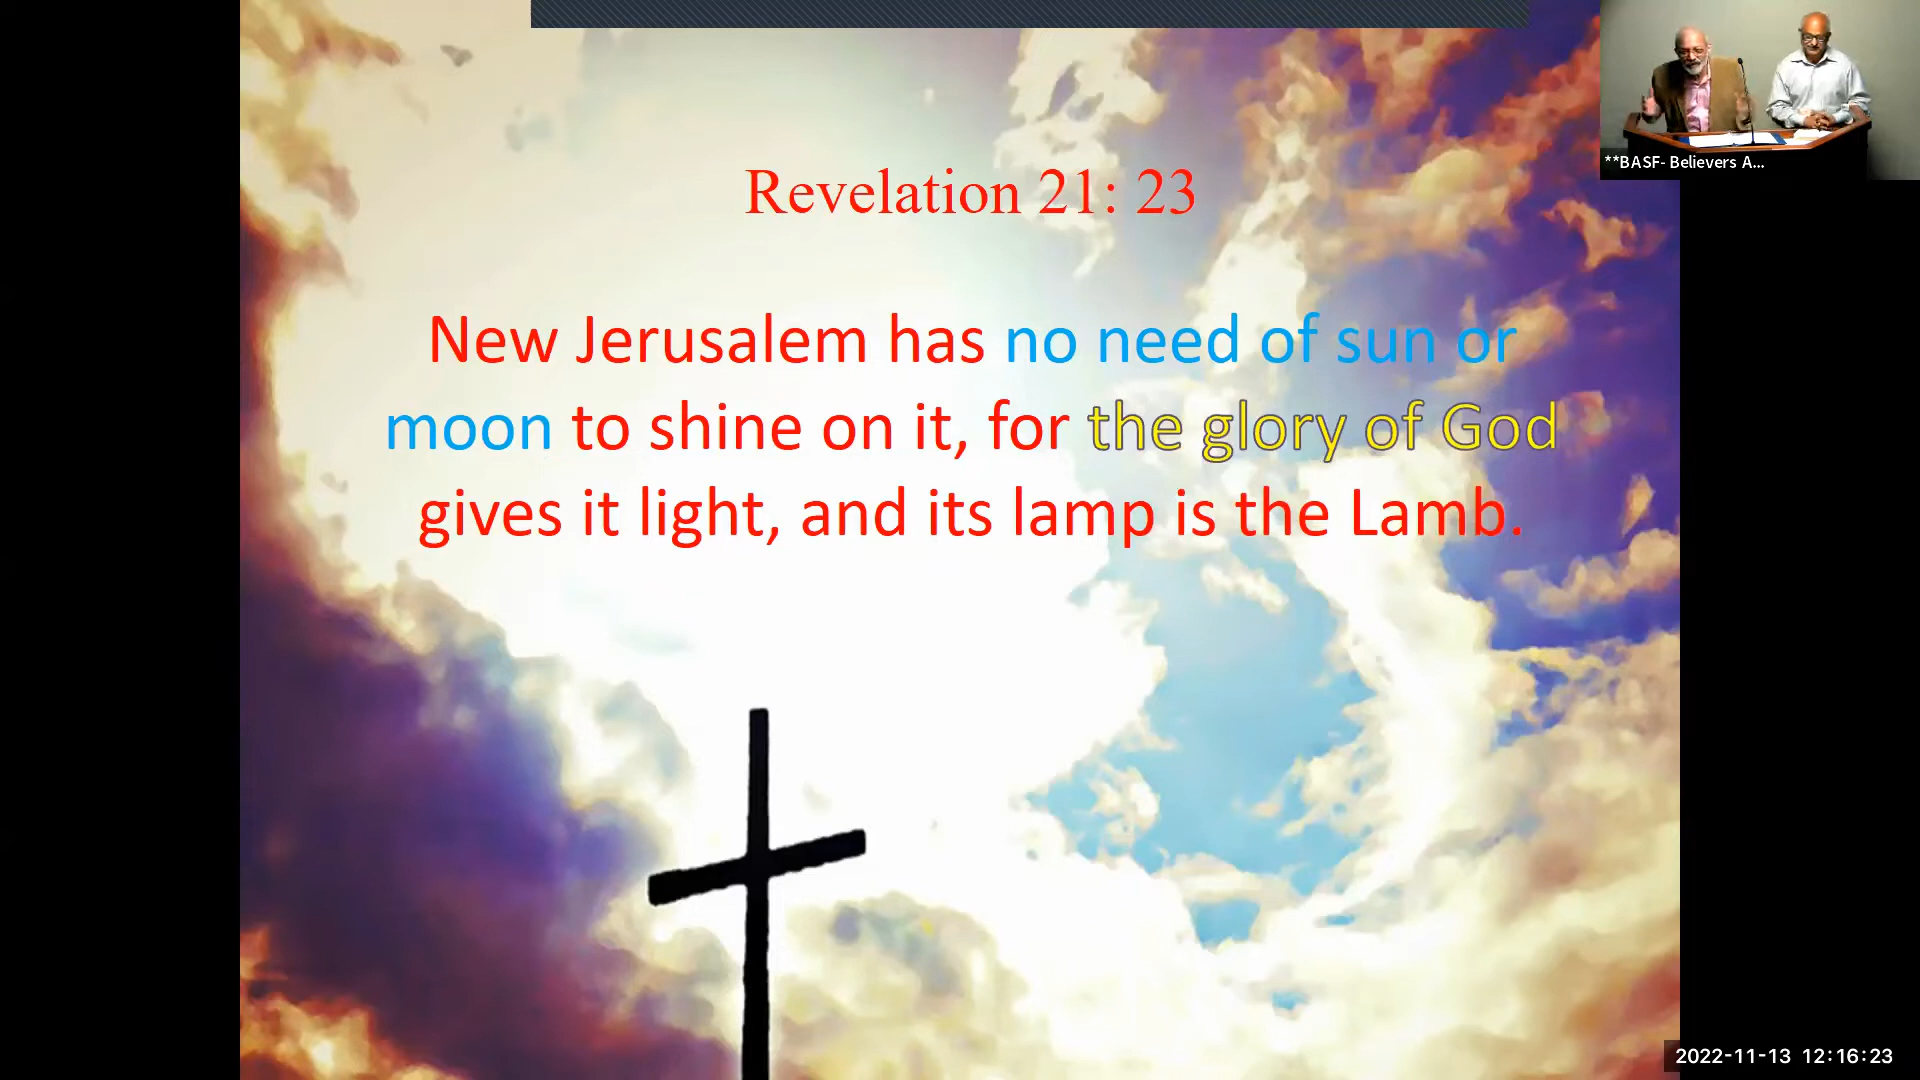 Revelation 21: 23
New Jerusalem has no need of sun or
moon to shine on it, for the glory of God
gives it light, and its lamp is the Lamb.
**BASF- Believers A...
2022-11-13 12:16:23